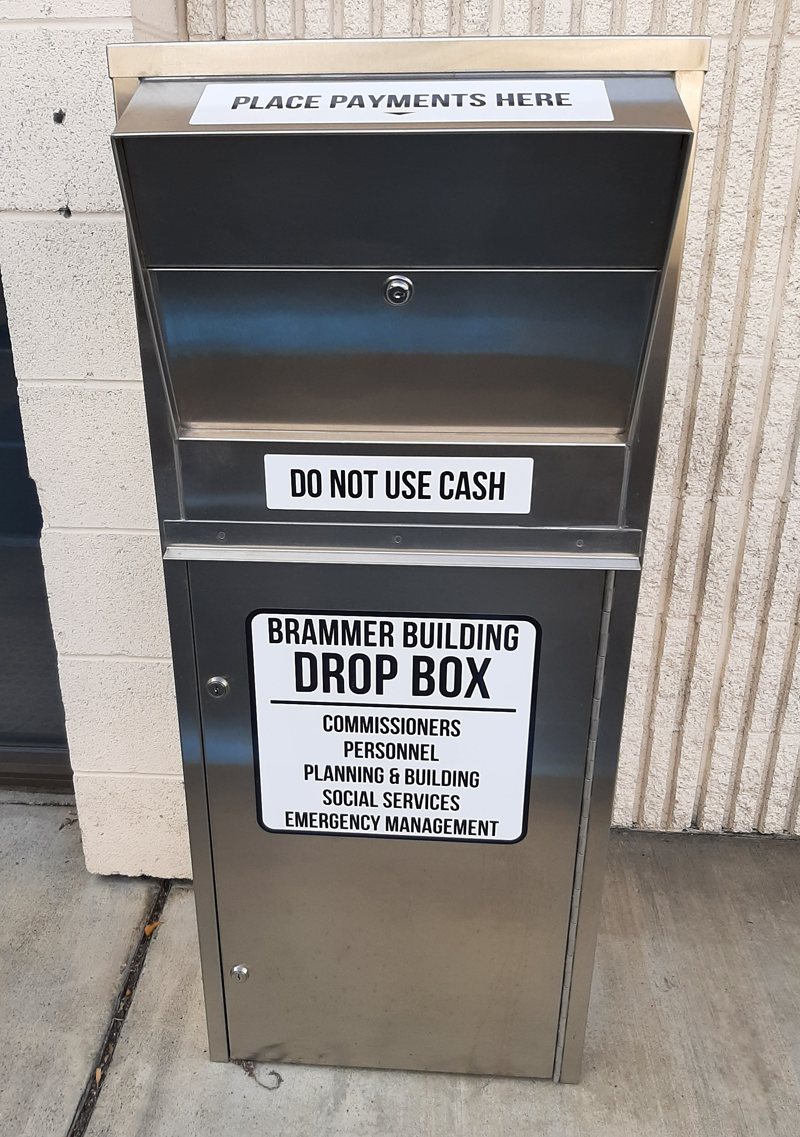 PLACE PAYMENTS HERE
DO NOT USE CASH
BRAMMER BUILDING
DROP BOX
COMMISSIONERS
PERSONNEL
PLANNING & BUILDING
SOCIAL SERVICES
EMERGENCY MANAGEMENT